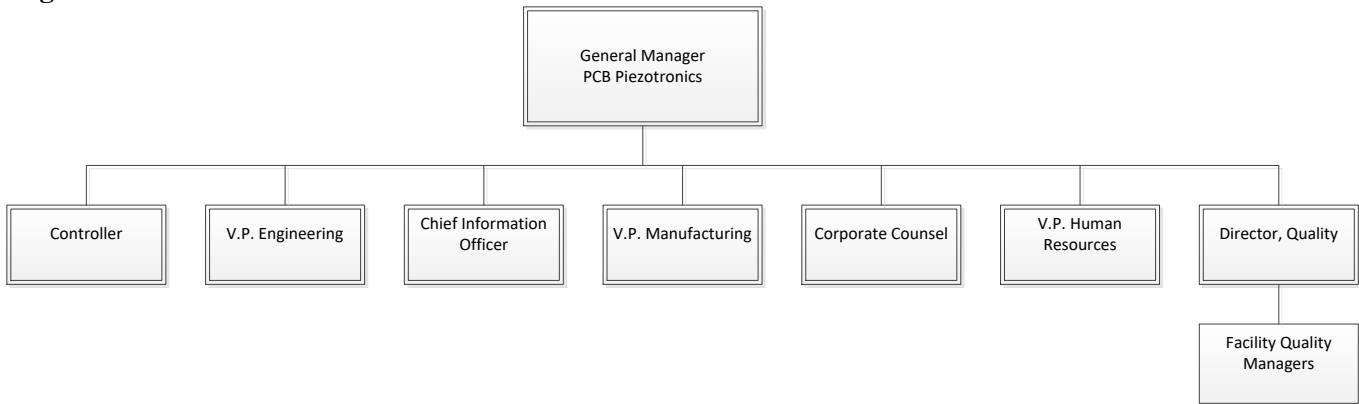 General Manager
PCB Piezotronics
Controller
V.P. Engineering
Chief Information
Officer
V.P. Manufacturing
Corporate Counsel
V.P. Human
Resources
Director, Quality
Facility Quality
Managers